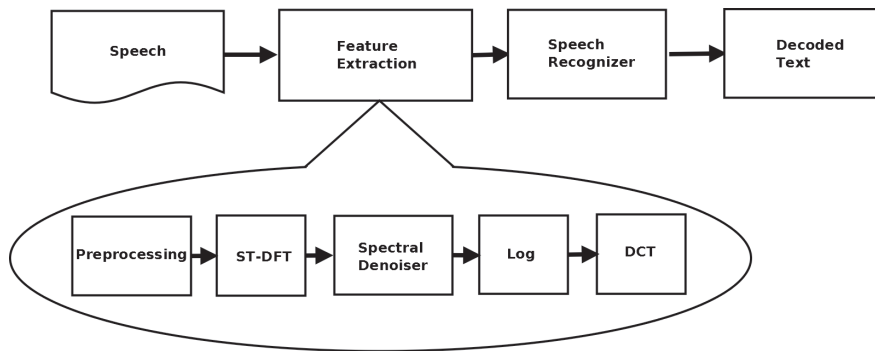 Speech
Feature
Extraction
Speech
Recognizer
Decoded
Text
Preprocessing
ST-DFT
Spectral
Denoiser
Log
DCT